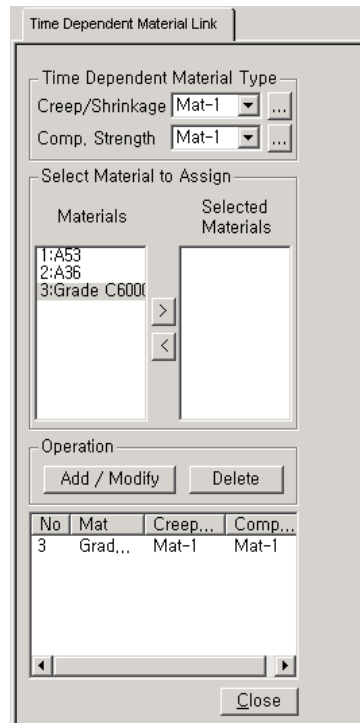 Time Dependent Material Link
Time Dependent Material Type
Creep/Shrinkage Mat-1 ...
Comp. Strength Mat-1 ...
Select Material to Assign
Materials
Selected
Materials
1:A53
2:A36
3:Grade C6000
>
<
Operation
Add / Modify Delete
No Mat Creep... Comp...
3 Grad... Mat-1 Mat-1
Close